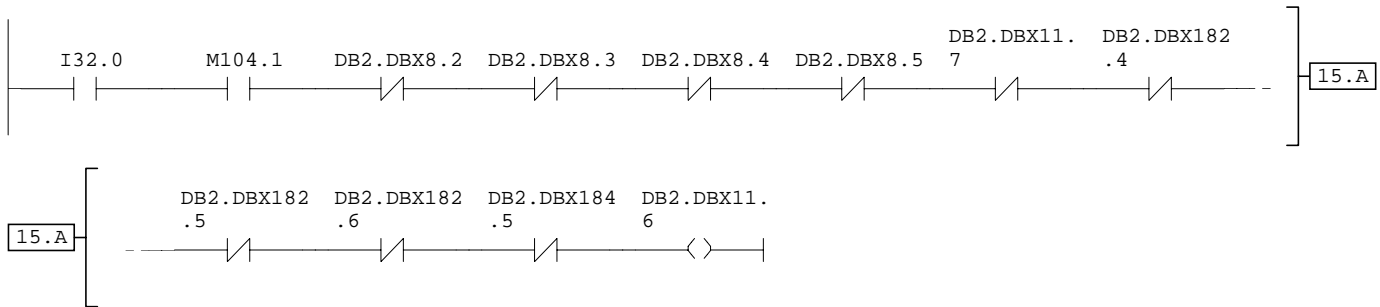 DB2.DBX11. DB2.DBX182
I32.0 M104.1 DB2.DBX8.2 DB2.DBX8.3 DB2.DBX8.4 DB2.DBX8.5 7 .4
15.A
DB2.DBX182 DB2.DBX182 DB2.DBX184 DB2.DBX11.
.5 .6 .5 6
15.A